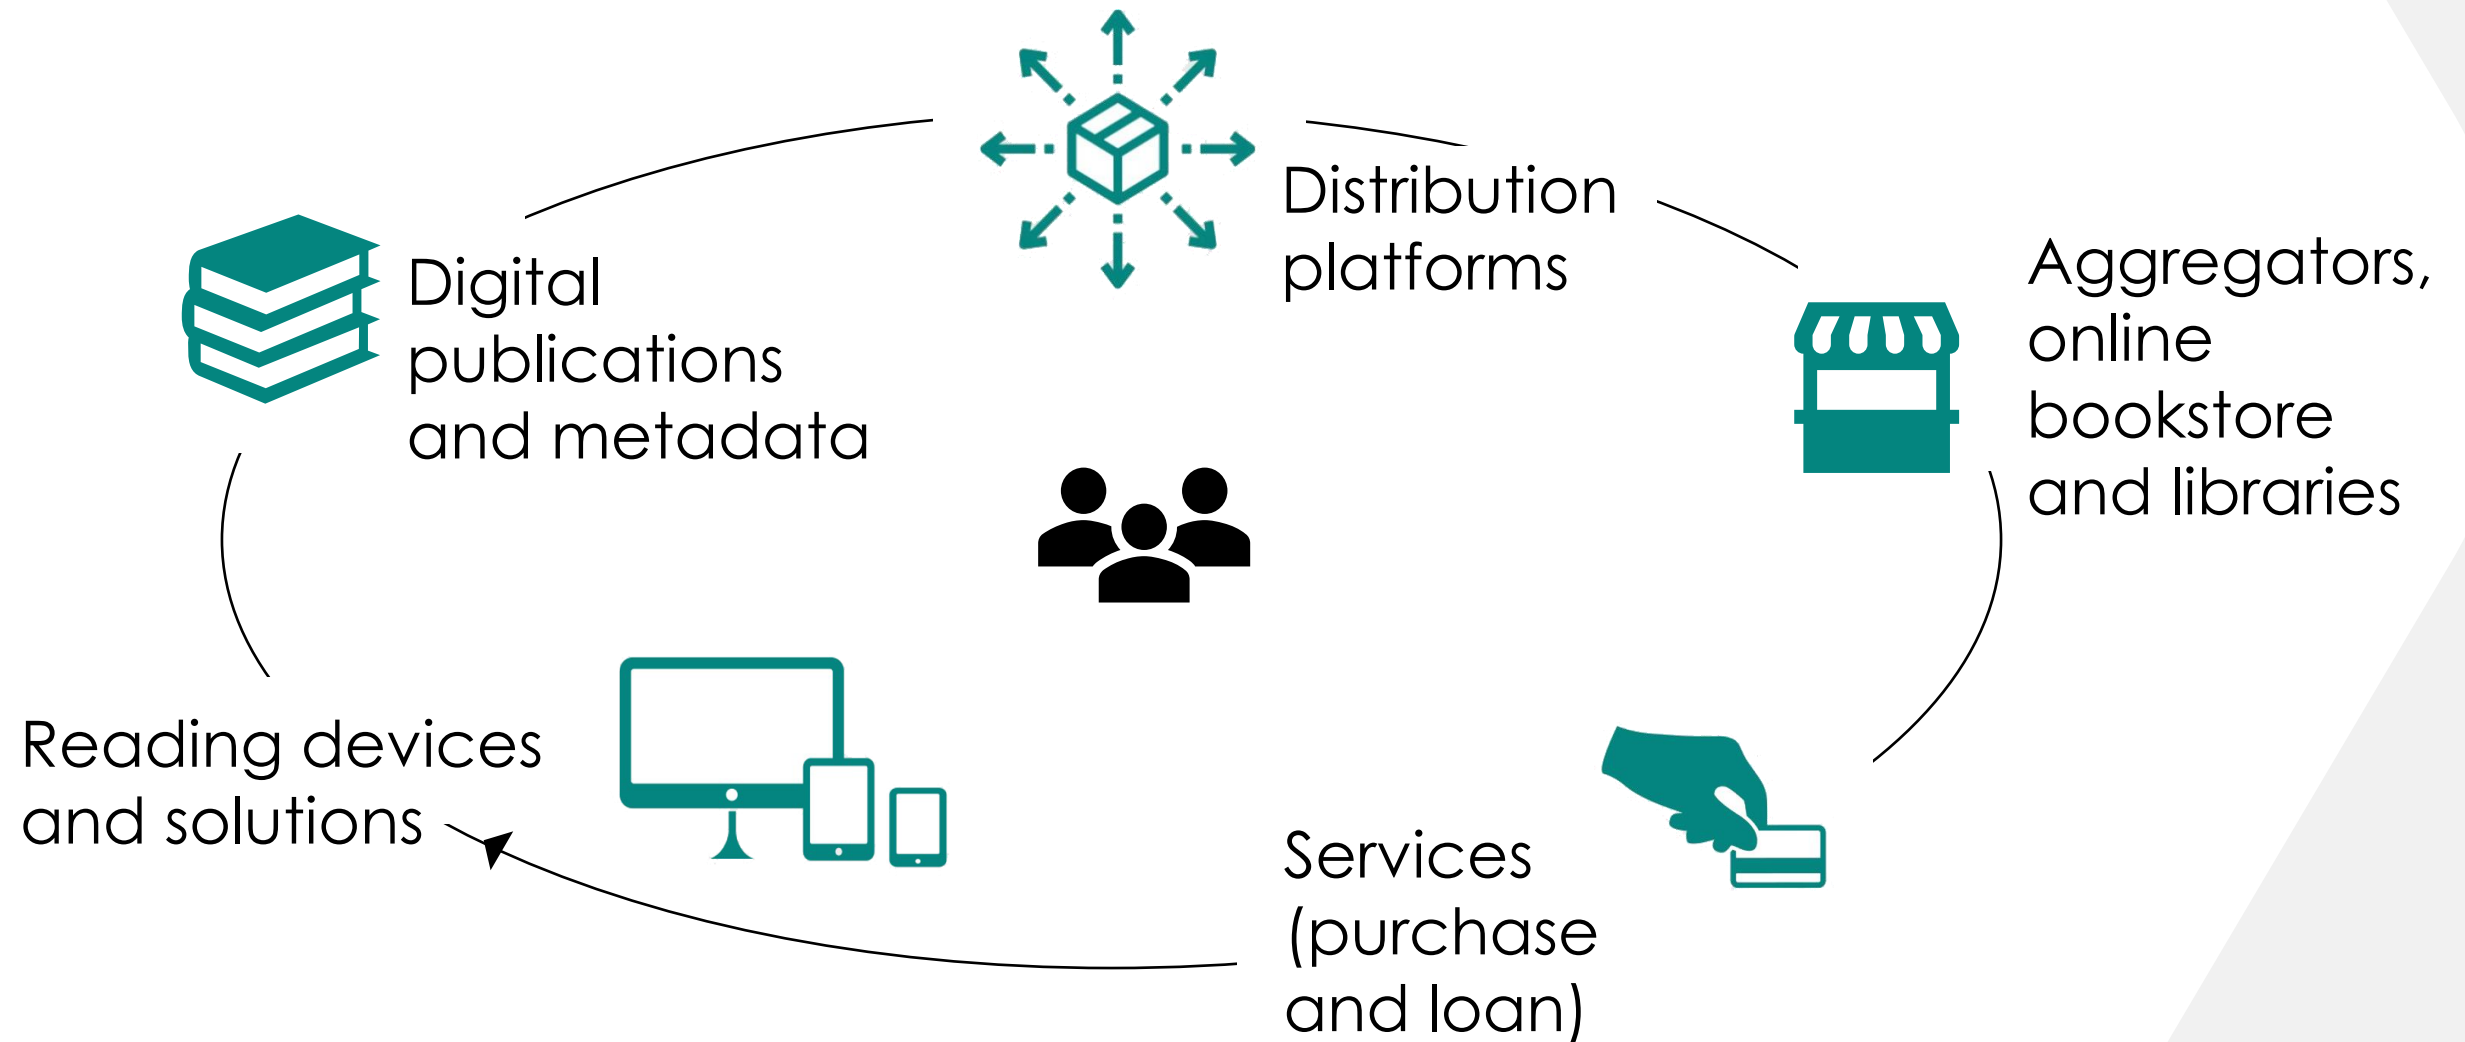 Digital
publications
and metadata
Distribution
platforms
Aggregators,
online
bookstore
and libraries
Services
(purchase
and loan)
Reading devices
and solutions